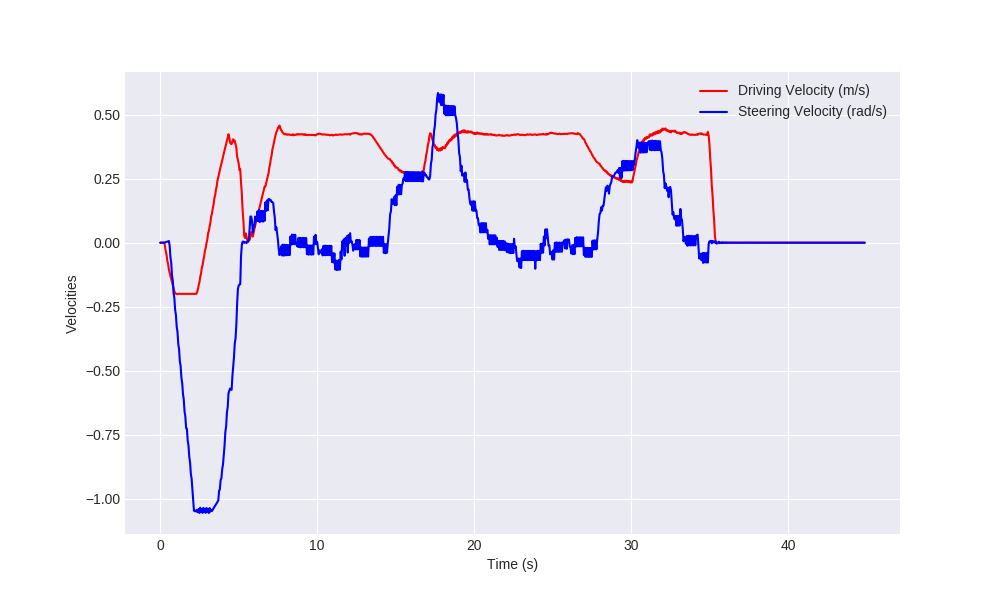 Driving Velocity (m/s)
Steering Velocity (rad/s)
0.50
0.25
0.00
−0.25
−0.50
−0.75
−1.00
Velocities
0 10 20 30 40
Time (s)